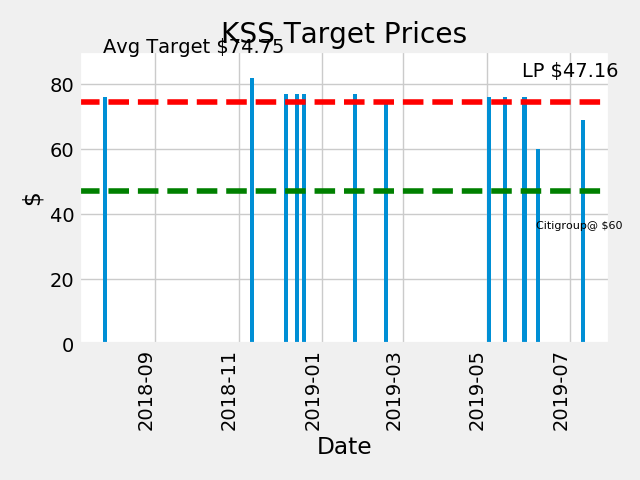 KSS Target Prices
Avg Target $74.75
LP $47.16
80
60
40
20
0
$
Citigroup@ $60
2018-09
2018-11
2019-01
2019-03
2019-05
2019-07
Date